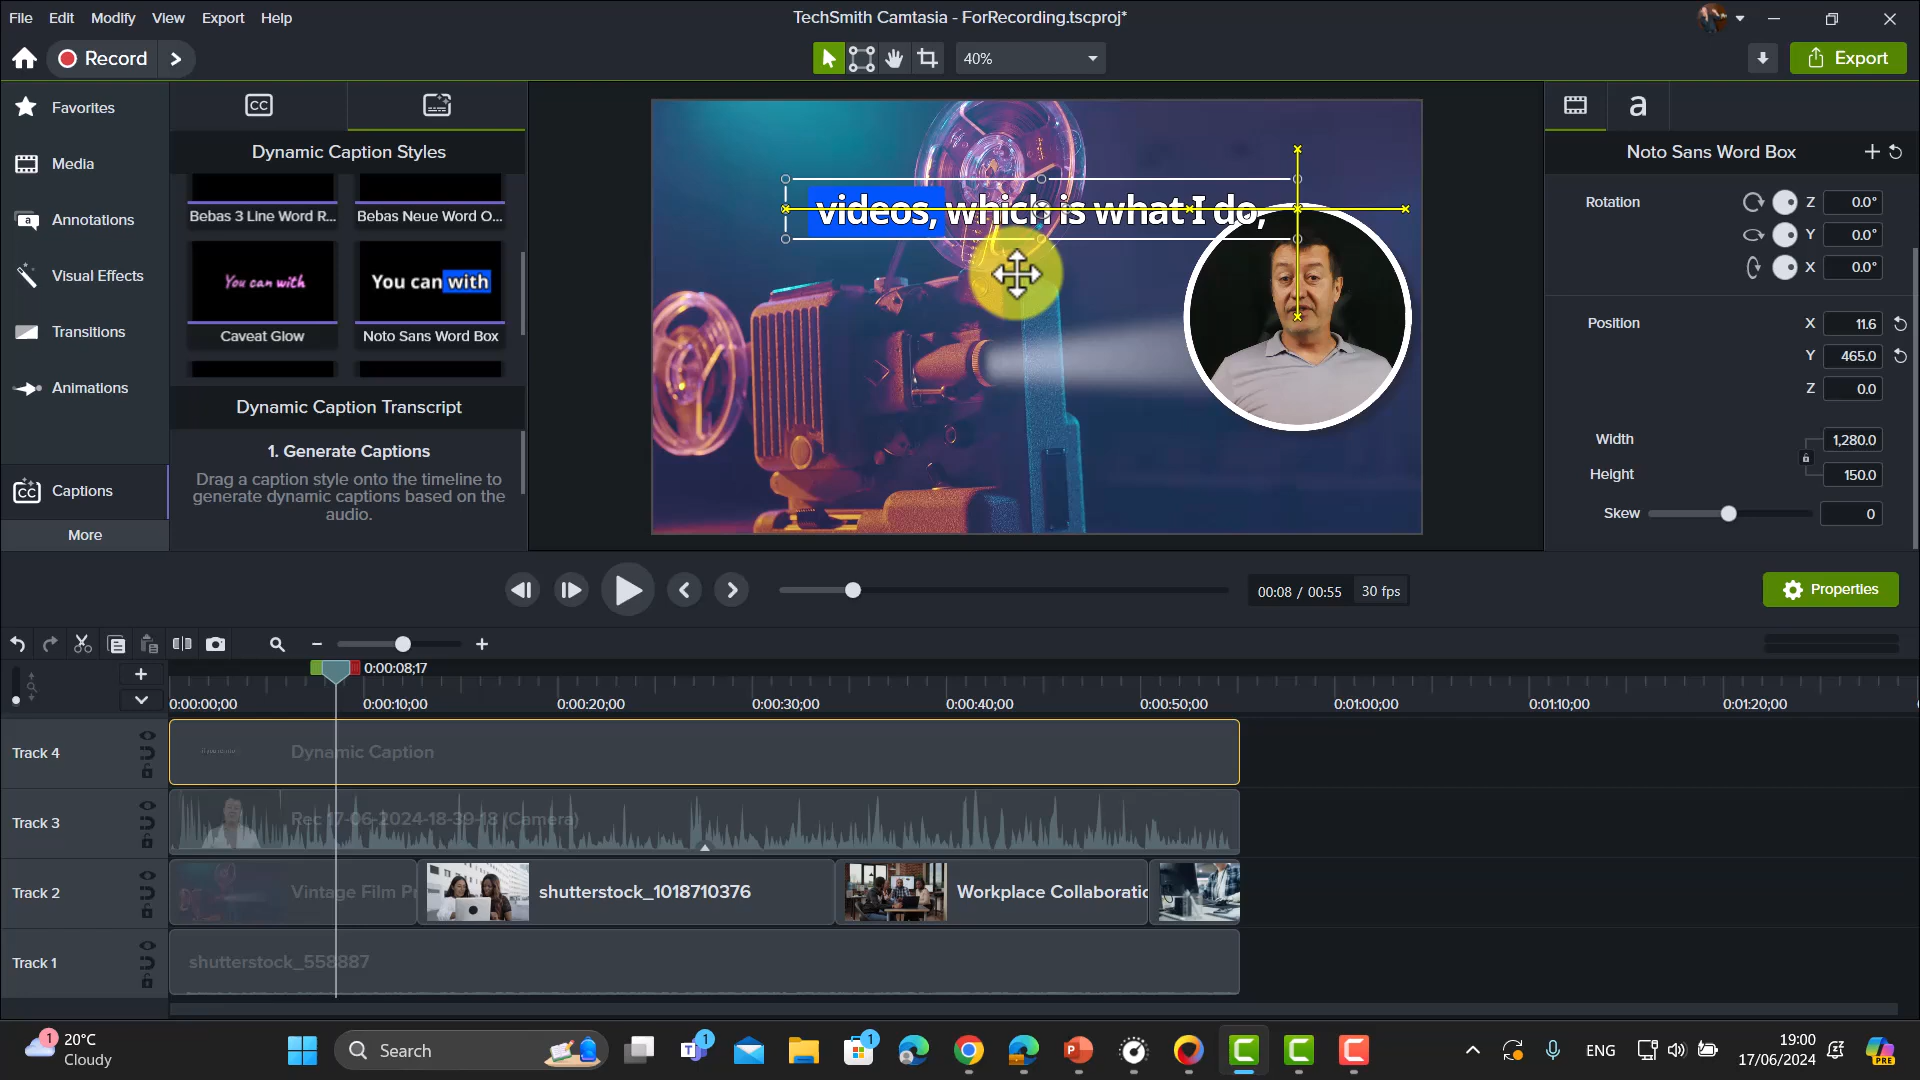 File Edit Modify View Export Help
TechSmith Camtasia - ForRecording.tscproj*
Record
40%
Export
Favorites
Media
Annotations
Visual Effects
Transitions
Animations
Captions
More
CC
Dynamic Caption Styles
Bebas 3 Line Word R...
Bebas Neue Word O...
You can with
You can with
Caveat Glow
Noto Sans Word Box
Dynamic Caption Transcript
1. Generate Captions
Drag a caption style onto the timeline to
generate dynamic captions based on the
audio.
videos, which is what I do,
a
Noto Sans Word Box
Rotation
Z 0.0°
Y 0.0°
X 0.0°
Position
X 11.6
Y 465.0
Z 0.0
Width 1,280.0
Height 150.0
Skew 0
00:08 / 00:55 30 fps
Properties
0:00:08;17
0:00:00;00 0:00:10;00 0:00:20;00 0:00:30;00 0:00:40;00 0:00:50;00 0:01:00;00 0:01:10;00 0:01:20;00
Track 4
Dynamic Caption
Track 3
Rec 17-06-2024-18-39-18 (Camera)
Track 2
Vintage Film Pr
shutterstock_1018710376
Workplace Collaboratio
Track 1
shutterstock_558887
1
20°C
Cloudy
Search
1
1
ENG
19:00
17/06/2024
PRE